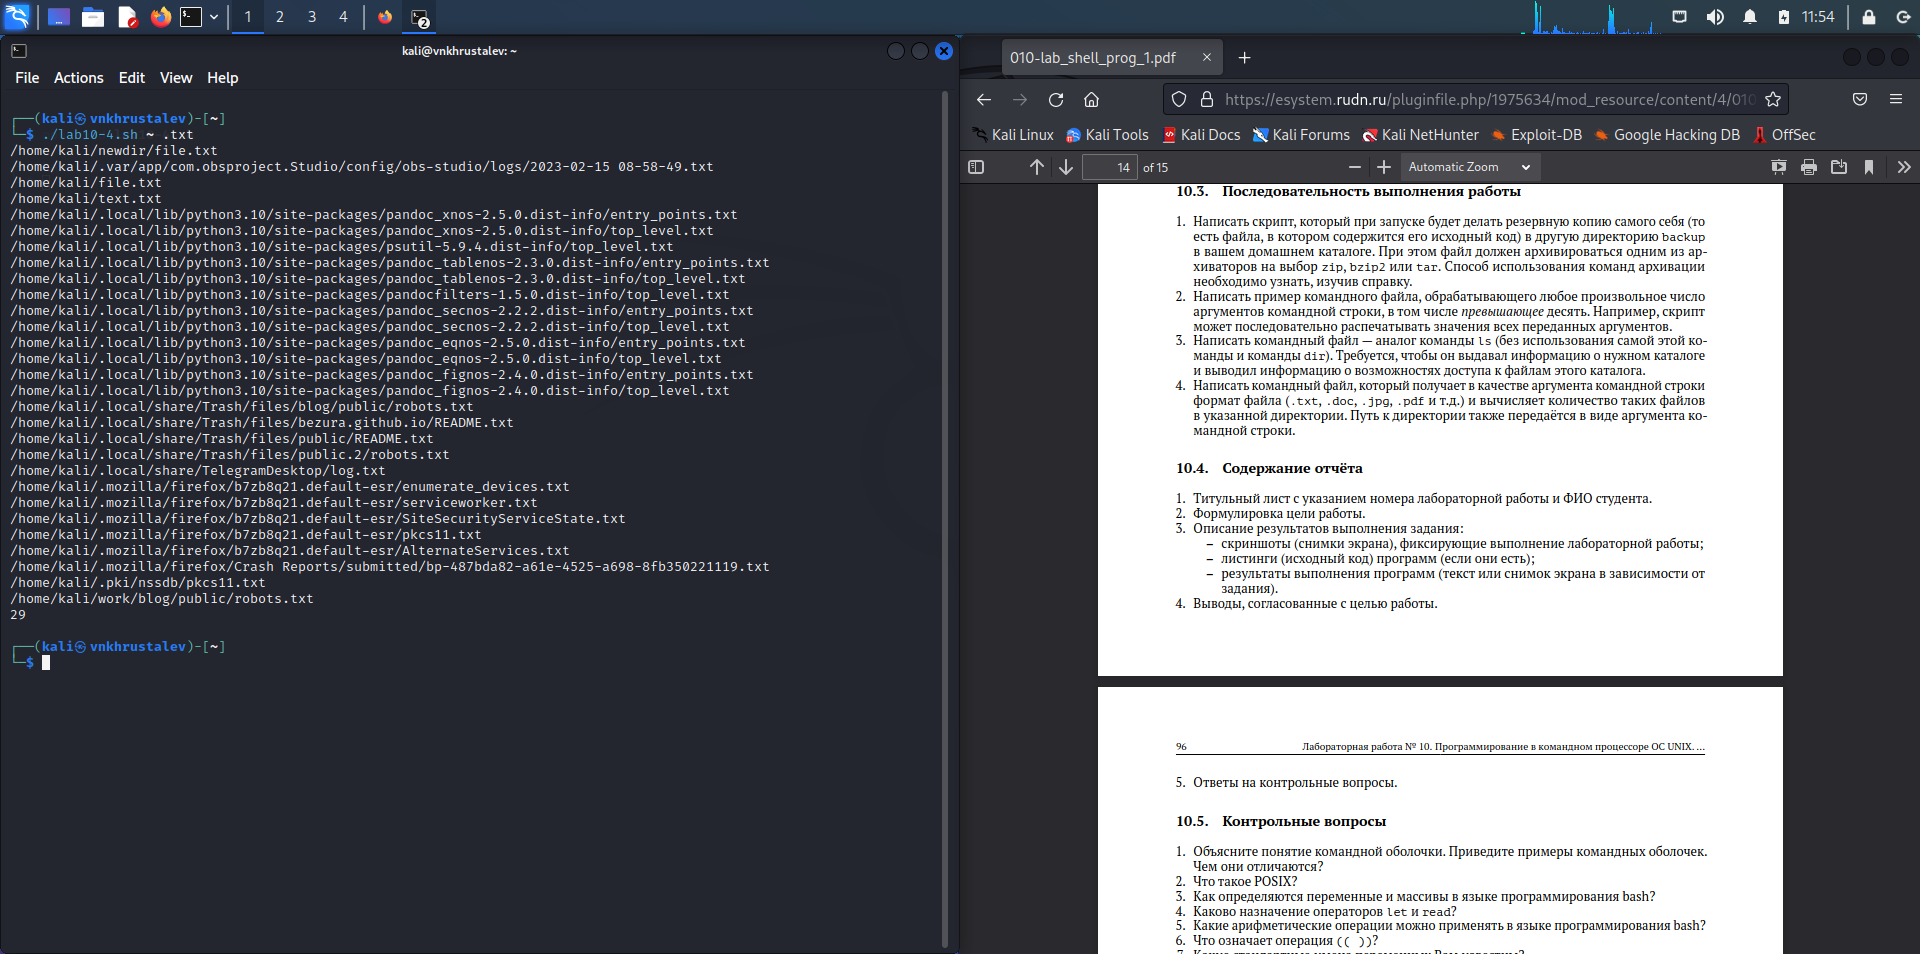 1 2 3 4
2
11:54
kali@vnkhrustalev: ~
File Actions Edit View Help
┌──(kali㉿vnkhrustalev)-[~]
└─$ ./lab10-4.sh ~ .txt
/home/kali/newdir/file.txt
/home/kali/.var/app/com.obsproject.Studio/config/obs-studio/logs/2023-02-15 08-58-49.txt
/home/kali/file.txt
/home/kali/text.txt
/home/kali/.local/lib/python3.10/site-packages/pandoc_xnos-2.5.0.dist-info/entry_points.txt
/home/kali/.local/lib/python3.10/site-packages/pandoc_xnos-2.5.0.dist-info/top_level.txt
/home/kali/.local/lib/python3.10/site-packages/psutil-5.9.4.dist-info/top_level.txt
/home/kali/.local/lib/python3.10/site-packages/pandoc_tablenos-2.3.0.dist-info/entry_points.txt
/home/kali/.local/lib/python3.10/site-packages/pandoc_tablenos-2.3.0.dist-info/top_level.txt
/home/kali/.local/lib/python3.10/site-packages/pandocfilters-1.5.0.dist-info/top_level.txt
/home/kali/.local/lib/python3.10/site-packages/pandoc_secnos-2.2.2.dist-info/entry_points.txt
/home/kali/.local/lib/python3.10/site-packages/pandoc_secnos-2.2.2.dist-info/top_level.txt
/home/kali/.local/lib/python3.10/site-packages/pandoc_eqnos-2.5.0.dist-info/entry_points.txt
/home/kali/.local/lib/python3.10/site-packages/pandoc_eqnos-2.5.0.dist-info/top_level.txt
/home/kali/.local/lib/python3.10/site-packages/pandoc_fignos-2.4.0.dist-info/entry_points.txt
/home/kali/.local/lib/python3.10/site-packages/pandoc_fignos-2.4.0.dist-info/top_level.txt
/home/kali/.local/share/Trash/files/blog/public/robots.txt
/home/kali/.local/share/Trash/files/bezura.github.io/README.txt
/home/kali/.local/share/Trash/files/public/README.txt
/home/kali/.local/share/Trash/files/public.2/robots.txt
/home/kali/.local/share/TelegramDesktop/log.txt
/home/kali/.mozilla/firefox/b7zb8q21.default-esr/enumerate_devices.txt
/home/kali/.mozilla/firefox/b7zb8q21.default-esr/serviceworker.txt
/home/kali/.mozilla/firefox/b7zb8q21.default-esr/SiteSecurityServiceState.txt
/home/kali/.mozilla/firefox/b7zb8q21.default-esr/pkcs11.txt
/home/kali/.mozilla/firefox/b7zb8q21.default-esr/AlternateServices.txt
/home/kali/.mozilla/firefox/Crash Reports/submitted/bp-487bda82-a61e-4525-a698-8fb350221119.txt
/home/kali/.pki/nssdb/pkcs11.txt
/home/kali/work/blog/public/robots.txt
29
┌──(kali㉿vnkhrustalev)-[~]
└─$
010-lab_shell_prog_1.pdf
https://esystem.rudn.ru/pluginfile.php/1975634/mod_resource/content/4/010
Kali Linux Kali Tools Kali Docs Kali Forums Kali NetHunter Exploit-DB Google Hacking DB OffSec
14 of 15 Automatic Zoom
10.3. Последовательность выполнения работы
1. Написать скрипт, который при запуске будет делать резервную копию самого себя (то
есть файла, в котором содержится его исходный код) в другую директорию backup
в вашем домашнем каталоге. При этом файл должен архивироваться одним из ар-
хиваторов на выбор zip, bzip2 или tar. Способ использования команд архивации
необходимо узнать, изучив справку.
2. Написать пример командного файла, обрабатывающего любое произвольное число
аргументов командной строки, в том числе превышающее десять. Например, скрипт
может последовательно распечатывать значения всех переданных аргументов.
3. Написать командный файл — аналог команды ls (без использования самой этой ко-
манды и команды dir). Требуется, чтобы он выдавал информацию о нужном каталоге
и выводил информацию о возможностях доступа к файлам этого каталога.
4. Написать командный файл, который получает в качестве аргумента командной строки
формат файла (.txt, .doc, .jpg, .pdf и т.д.) и вычисляет количество таких файлов
в указанной директории. Путь к директории также передаётся в виде аргумента ко-
мандной строки.
10.4. Содержание отчёта
1. Титульный лист с указанием номера лабораторной работы и ФИО студента.
2. Формулировка цели работы.
3. Описание результатов выполнения задания:
– скриншоты (снимки экрана), фиксирующие выполнение лабораторной работы;
– листинги (исходный код) программ (если они есть);
– результаты выполнения программ (текст или снимок экрана в зависимости от
задания).
4. Выводы, согласованные с целью работы.
96 Лабораторная работа № 10. Программирование в командном процессоре ОС UNIX. ...
5. Ответы на контрольные вопросы.
10.5. Контрольные вопросы
1. Объясните понятие командной оболочки. Приведите примеры командных оболочек.
Чем они отличаются?
2. Что такое POSIX?
3. Как определяются переменные и массивы в языке программирования bash?
4. Каково назначение операторов let и read?
5. Какие арифметические операции можно применять в языке программирования bash?
6. Что означает операция (( ))?